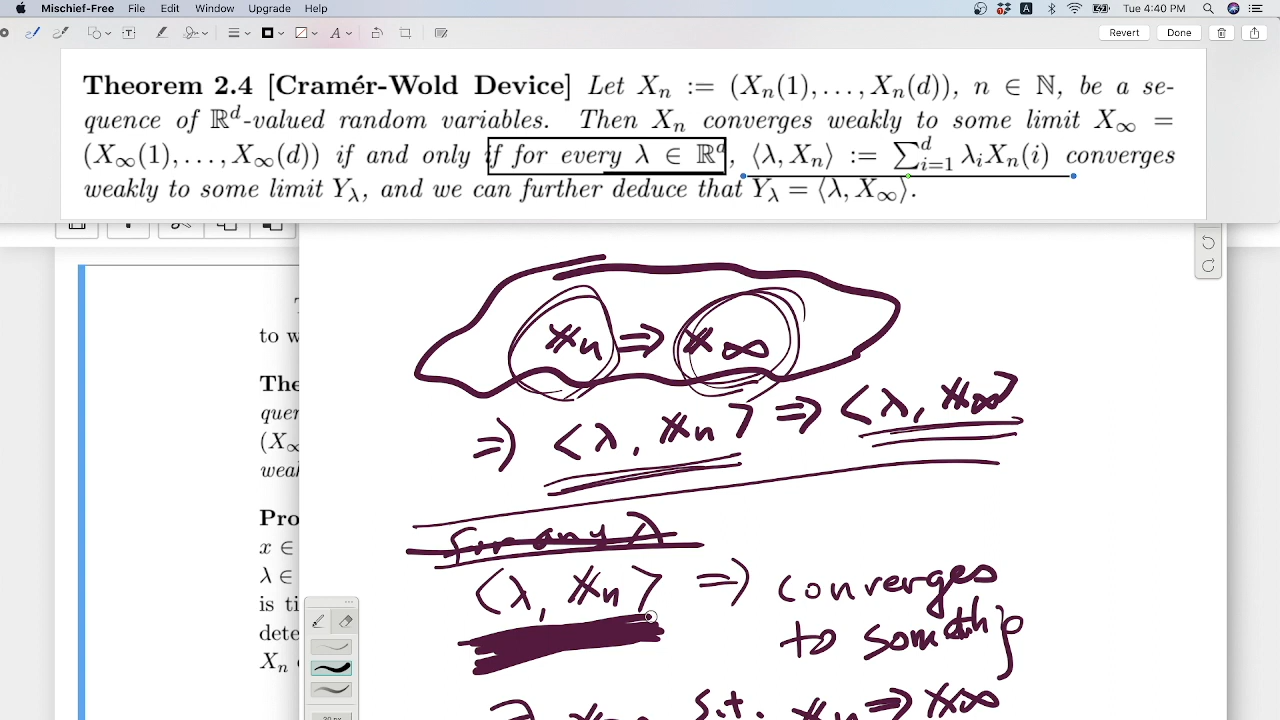 Mischief-Free File Edit Window Upgrade Help Tue 4:40 PM
Revert Done
Theorem 2.4 [Cramér-Wold Device] Let Xₙ := (Xₙ(1), . . . , Xₙ(d)), n ∈ ℕ, be a se-
quence of ℝᵈ-valued random variables. Then Xₙ converges weakly to some limit X∞ =
(X∞(1), . . . , X∞(d)) if and only if for every λ ∈ ℝᵈ, ⟨λ, Xₙ⟩ := ∑ᵈᵢ₌₁ λᵢXₙ(i) converges
weakly to some limit Yλ, and we can further deduce that Yλ = ⟨λ, X∞⟩.
to w
The
quer
(X∞
weak
Pro
x ∈
λ ∈
is ti
dete
Xₙ
Xₙ ⇒ X∞
⇒ ⟨λ, Xₙ⟩ ⇒ ⟨λ, X∞⟩
for any λ
⟨λ, Xₙ⟩ ⇒ converges
to something
s.t. Xₙ ⇒ X∞